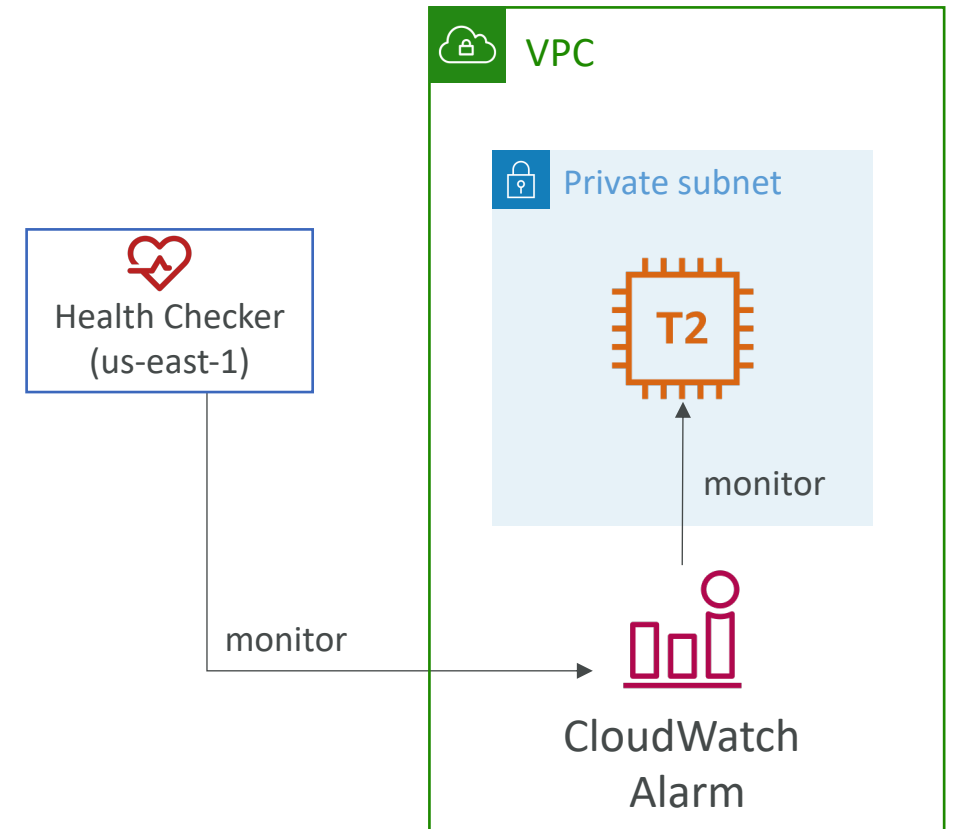 VPC
Private subnet
T2
Health Checker
(us-east-1)
monitor
monitor
CloudWatch
Alarm